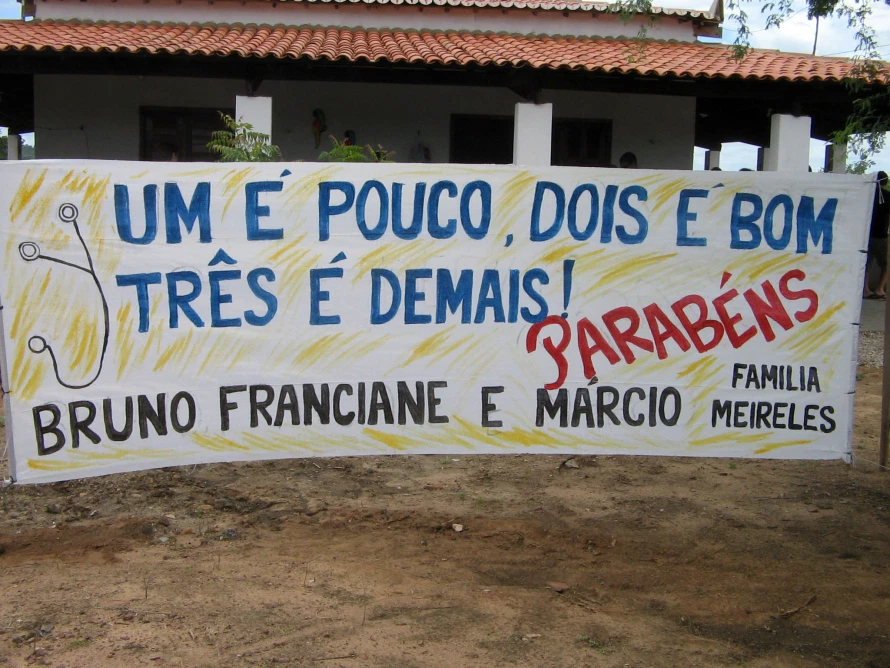 UM É POUCO, DOIS É BOM
TRÊS É DEMAIS!
PARABÉNS
BRUNO FRANCIANE E MÁRCIO
FAMILIA
MEIRELES